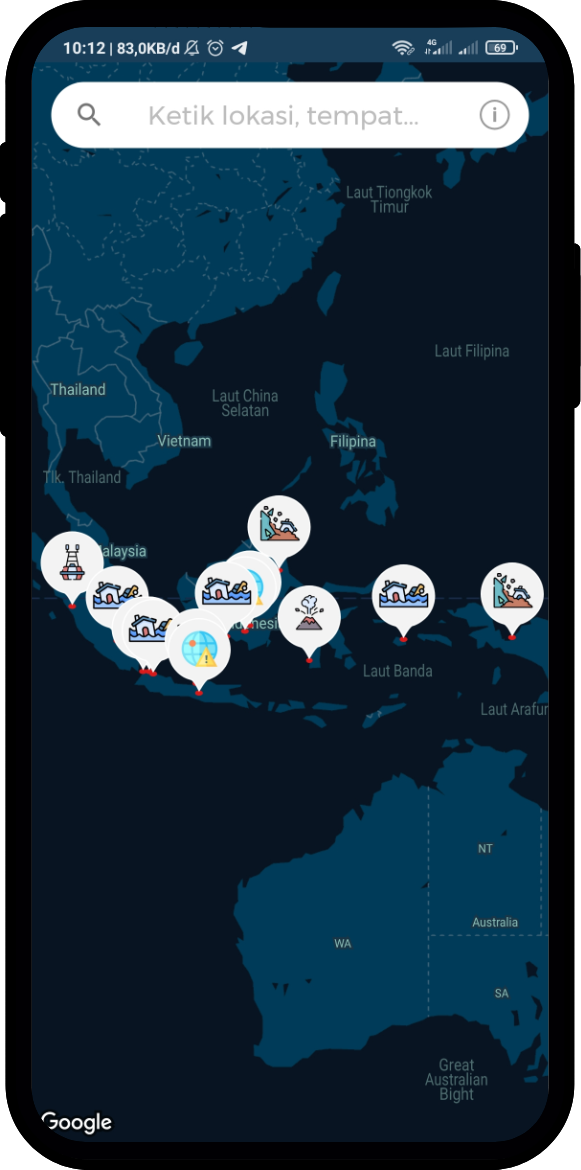 10:12 | 83,0KB/d
4G
69
Ketik lokasi, tempat...
Laut Tiongkok
Timur
Laut Filipina
Thailand
Laut China
Selatan
Vietnam
Filipina
Tlk. Thailand
alaysia
nesi
Laut Banda
Laut Arafur
NT
Australia
WA
SA
Great
Australian
Bight
Google